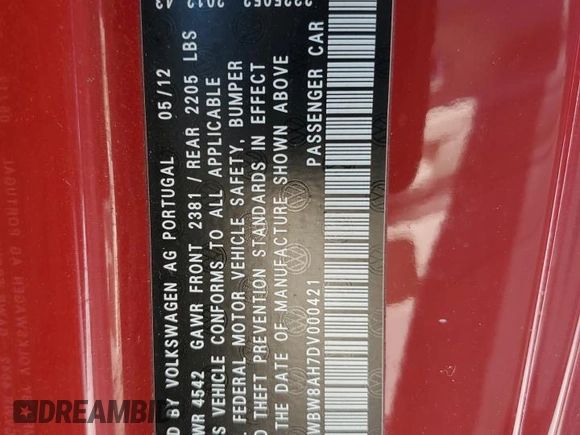 D BY VOLKSWAGEN AG PORTUGAL 05/12
WR 4542 GAWR FRONT 2381 / REAR 2205 LBS
S VEHICLE CONFORMS TO ALL APPLICABLE
FEDERAL MOTOR VEHICLE SAFETY, BUMPER
D THEFT PREVENTION STANDARDS IN EFFECT
THE DATE OF MANUFACTURE SHOWN ABOVE
WBW8AH7DV000421 PASSENGER CAR
DREAMBID